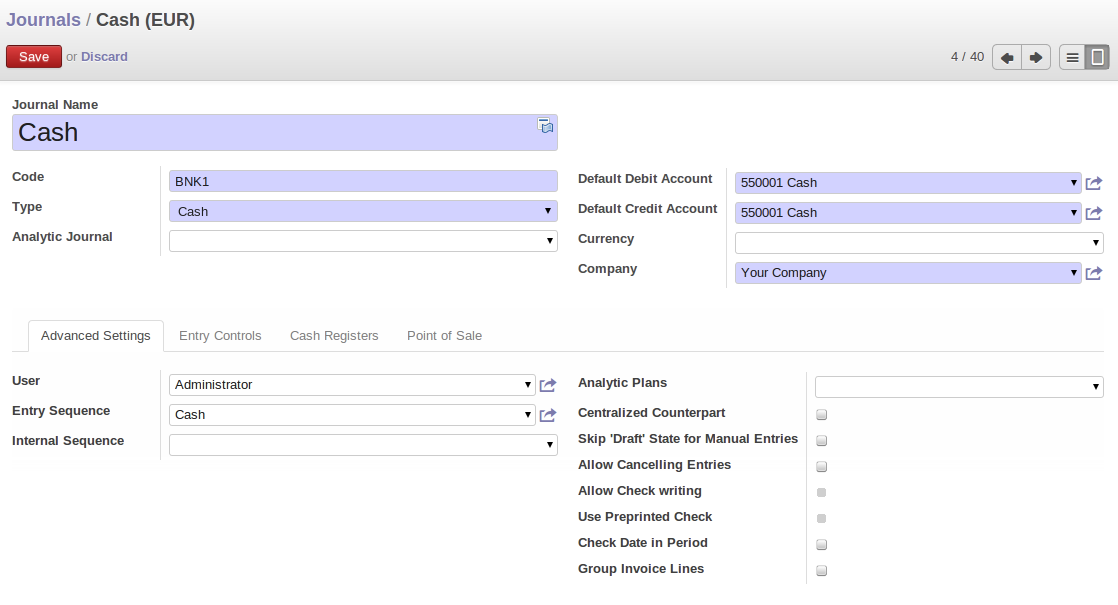 Journals / Cash (EUR)
Save or Discard
4 / 40
Journal Name
Cash
Code
BNK1
Type
Cash
Analytic Journal
Default Debit Account
550001 Cash
Default Credit Account
550001 Cash
Currency
Company
Your Company
Advanced Settings
Entry Controls
Cash Registers
Point of Sale
User
Administrator
Entry Sequence
Cash
Internal Sequence
Analytic Plans
Centralized Counterpart
Skip 'Draft' State for Manual Entries
Allow Cancelling Entries
Allow Check writing
Use Preprinted Check
Check Date in Period
Group Invoice Lines